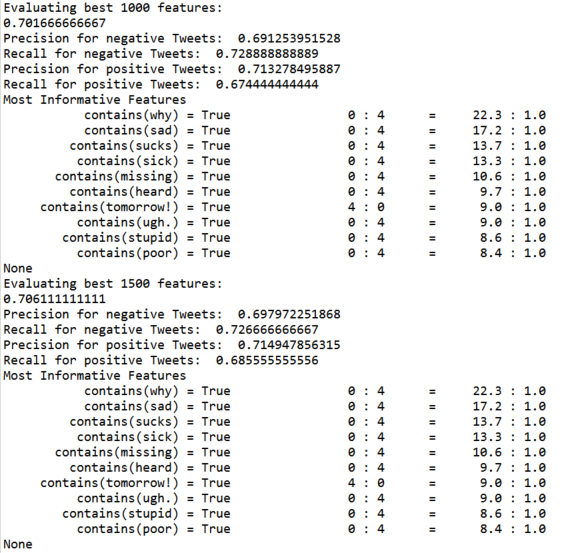 Evaluating best 1000 features:
0.701666666667
Precision for negative Tweets:  0.691253951528
Recall for negative Tweets:  0.728888888889
Precision for positive Tweets:  0.713278495887
Recall for positive Tweets:  0.674444444444
Most Informative Features
contains(why) = True 0 : 4 = 22.3 : 1.0
contains(sad) = True 0 : 4 = 17.2 : 1.0
contains(sucks) = True 0 : 4 = 13.7 : 1.0
contains(sick) = True 0 : 4 = 13.3 : 1.0
contains(missing) = True 0 : 4 = 10.6 : 1.0
contains(heard) = True 0 : 4 = 9.7 : 1.0
contains(tomorrow!) = True 4 : 0 = 9.0 : 1.0
contains(ugh.) = True 0 : 4 = 9.0 : 1.0
contains(stupid) = True 0 : 4 = 8.6 : 1.0
contains(poor) = True 0 : 4 = 8.4 : 1.0
None
Evaluating best 1500 features:
0.706111111111
Precision for negative Tweets:  0.697972251868
Recall for negative Tweets:  0.726666666667
Precision for positive Tweets:  0.714947856315
Recall for positive Tweets:  0.685555555556
Most Informative Features
contains(why) = True 0 : 4 = 22.3 : 1.0
contains(sad) = True 0 : 4 = 17.2 : 1.0
contains(sucks) = True 0 : 4 = 13.7 : 1.0
contains(sick) = True 0 : 4 = 13.3 : 1.0
contains(missing) = True 0 : 4 = 10.6 : 1.0
contains(heard) = True 0 : 4 = 9.7 : 1.0
contains(tomorrow!) = True 4 : 0 = 9.0 : 1.0
contains(ugh.) = True 0 : 4 = 9.0 : 1.0
contains(stupid) = True 0 : 4 = 8.6 : 1.0
contains(poor) = True 0 : 4 = 8.4 : 1.0
None